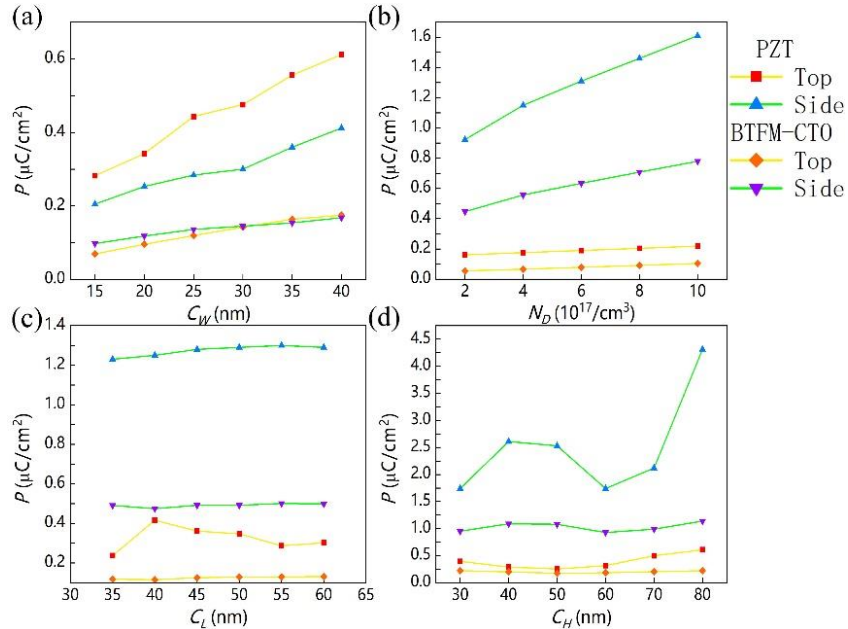 (a)
0.6
0.4
0.2
0.0
P (μC/cm²)
15 20 25 30 35 40
C_W (nm)
(b)
1.6
1.4
1.2
1.0
0.8
0.6
0.4
0.2
0.0
P (μC/cm²)
2 4 6 8 10
N_D (10¹⁷/cm³)
PZT
Top
Side
BTFM-CTO
Top
Side
(c)
1.4
1.2
1.0
0.8
0.6
0.4
0.2
P (μC/cm²)
30 35 40 45 50 55 60 65
C_L (nm)
(d)
4.5
4.0
3.5
3.0
2.5
2.0
1.5
1.0
0.5
0.0
P (μC/cm²)
30 40 50 60 70 80
C_H (nm)